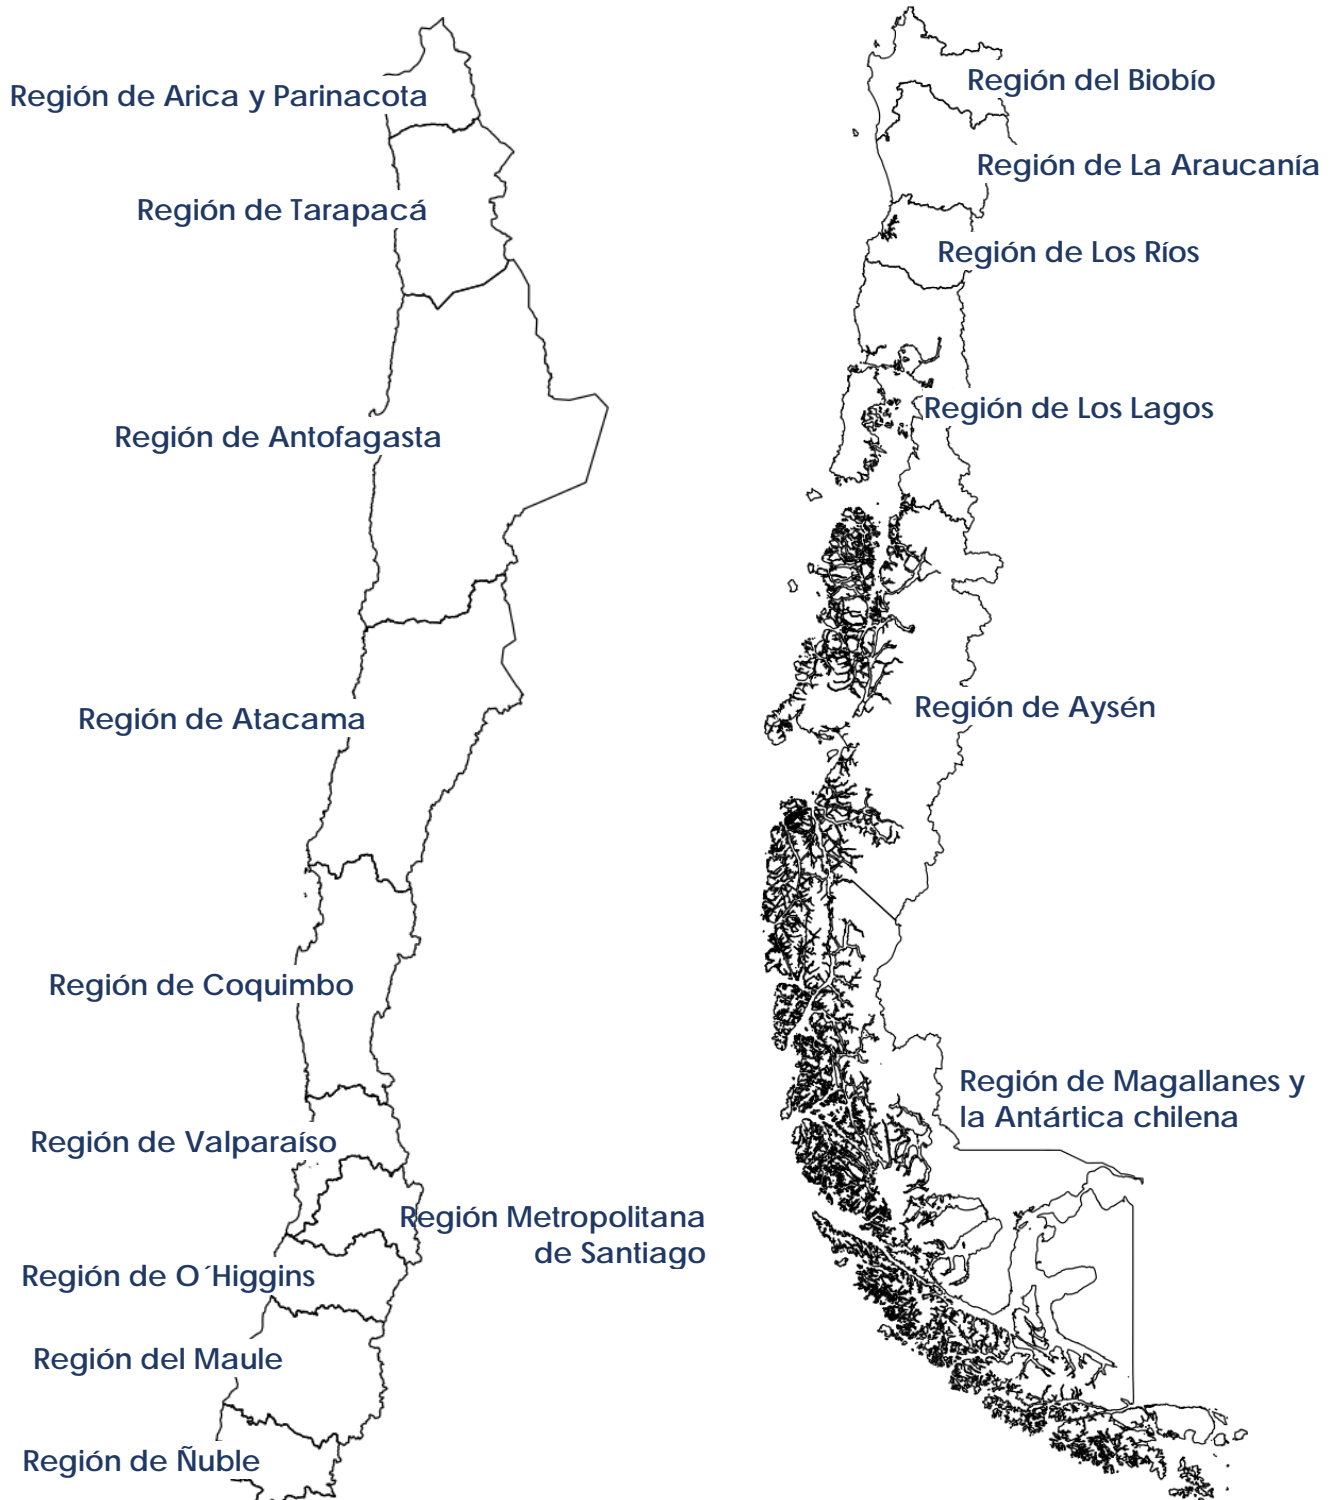 Región de Arica y Parinacota
Región de Tarapacá
Región de Antofagasta
Región de Atacama
Región de Coquimbo
Región de Valparaíso
Región Metropolitana
de Santiago
Región de O´Higgins
Región del Maule
Región de Ñuble
Región del Biobío
Región de La Araucanía
Región de Los Ríos
Región de Los Lagos
Región de Aysén
Región de Magallanes y
la Antártica chilena